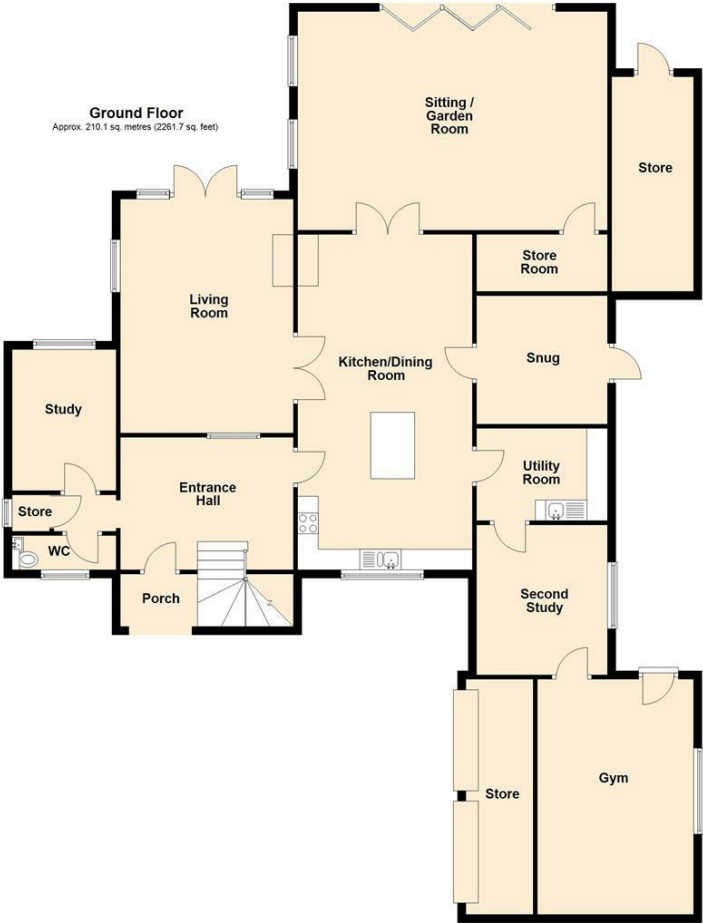 Ground Floor
Approx. 210.1 sq. metres (2261.7 sq. feet)
Sitting /
Garden
Room
Store
Store
Room
Living
Room
Kitchen/Dining
Room
Snug
Study
Utility
Room
Entrance
Hall
Store
WC
Porch
Second
Study
Store
Gym